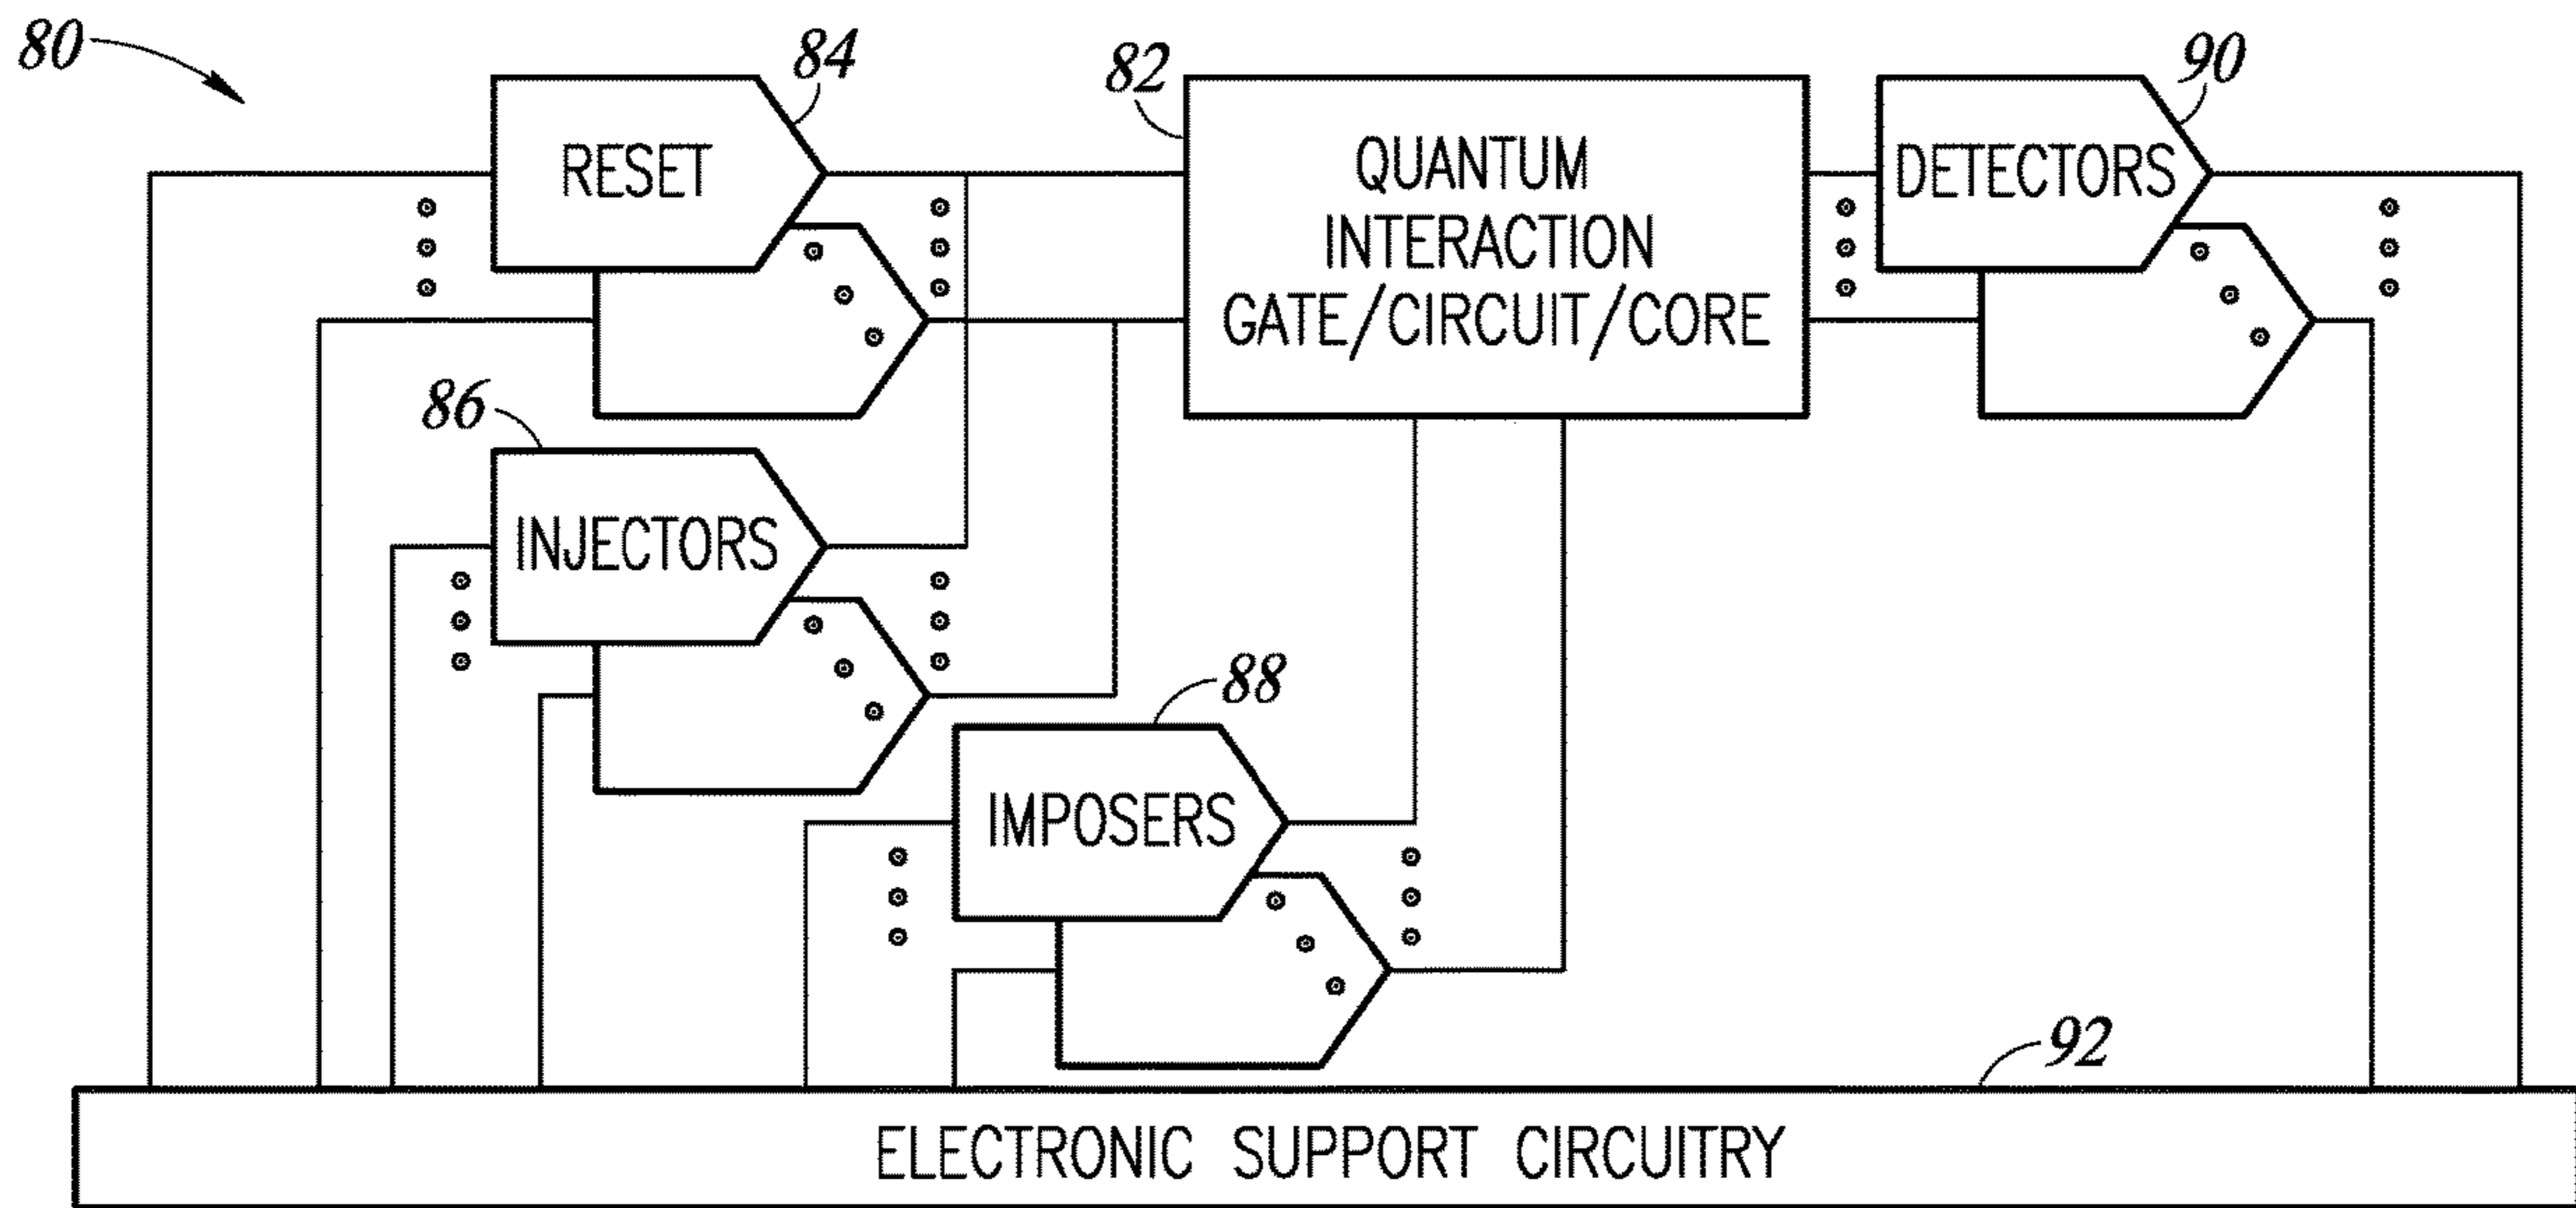 80
84
82
90
RESET
QUANTUM
INTERACTION
GATE/CIRCUIT/CORE
DETECTORS
86
INJECTORS
88
IMPOSERS
92
ELECTRONIC SUPPORT CIRCUITRY